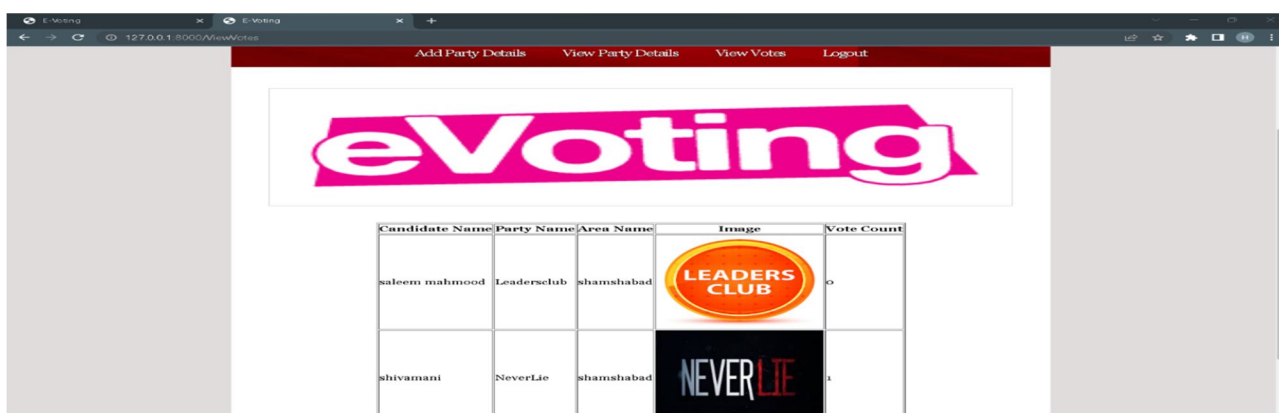 E-Voting
E-Voting
127.0.0.1:8000/ViewVotes
H
Add Party Details View Party Details View Votes Logout
eVoting
Candidate Name Party Name Area Name Image Vote Count
saleem mahmood Leadersclub shamshabad LEADERS CLUB 0
shivamani NeverLie shamshabad NEVER LIE 1